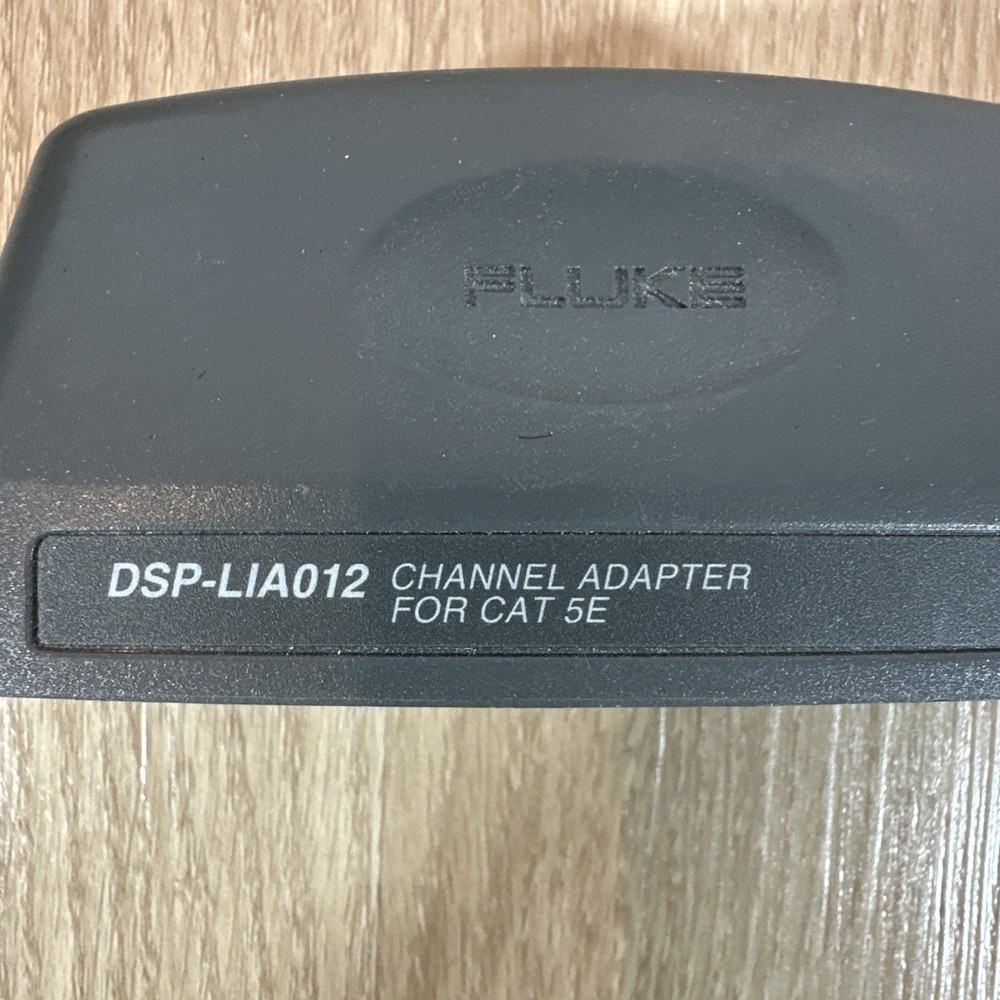 FLUKE
DSP-LIA012 CHANNEL ADAPTER
FOR CAT 5E